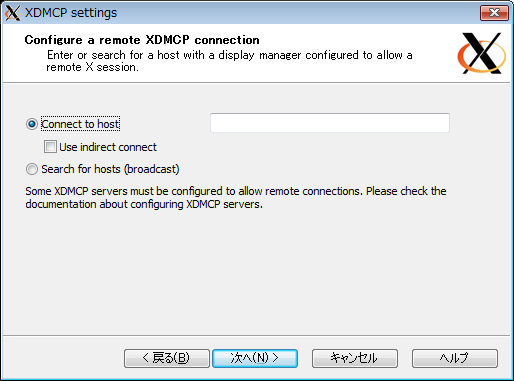 XDMCP settings
Configure a remote XDMCP connection
Enter or search for a host with a display manager configured to allow a
remote X session.
Connect to host
Use indirect connect
Search for hosts (broadcast)
Some XDMCP servers must be configured to allow remote connections. Please check the
documentation about configuring XDMCP servers.
< 戻る(B)
次へ(N) >
キャンセル
ヘルプ